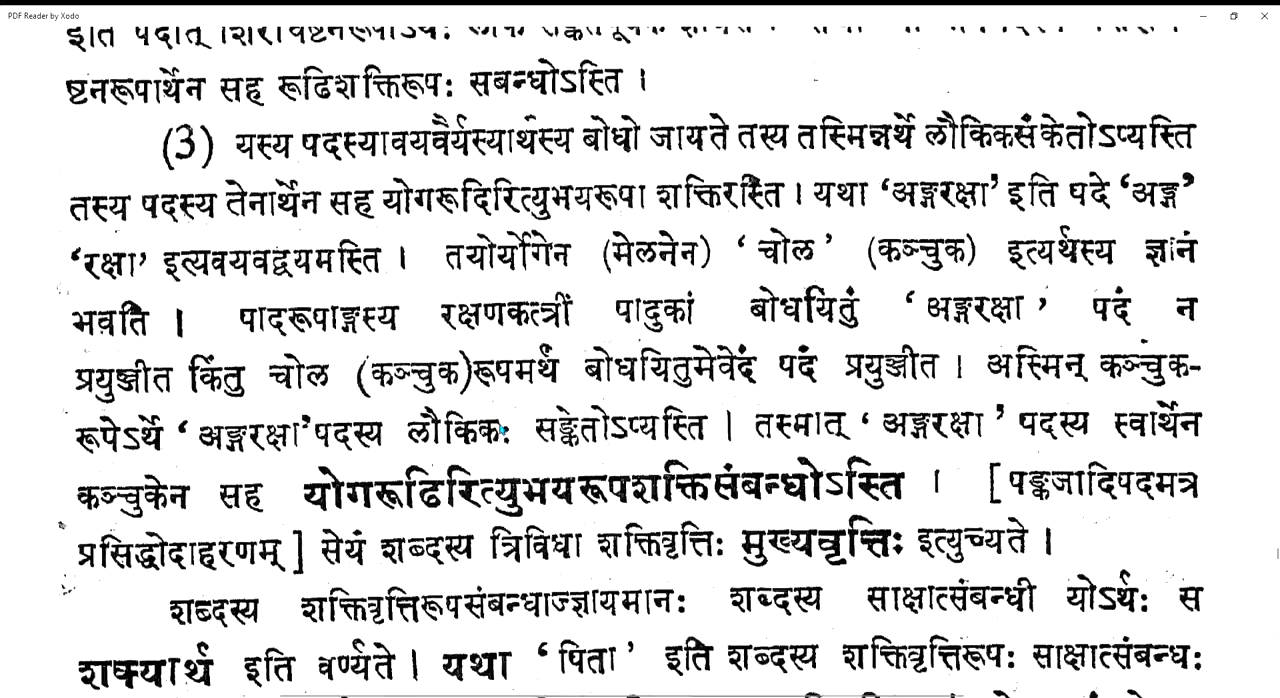 PDF Reader by Xodo
इति पदात्
ष्टनरूपार्थेन सह रूढिशक्तिरूपः सबन्धोऽस्ति ।
(3) यस्य पदस्यावयवैर्यस्यार्थस्य बोधो जायते तस्य तस्मिन्नर्थे लौकिकसंकेतोऽप्यस्ति
तस्य पदस्य तेनार्थेन सह योगरूदिरित्युभयरूपा शक्तिरस्ति । यथा ‘अङ्गरक्षा’ इति पदे ‘अङ्ग’
‘रक्षा’ इत्यवयवद्वयमस्ति । तयोर्योगेन (मेलनेन) ‘चोल’ (कञ्चुक) इत्यर्थस्य ज्ञानं
भवति । पादरूपाङ्गस्य रक्षणकर्त्रीं पादुकां बोधयितुं ‘अङ्गरक्षा’ पदं न
प्रयुञ्जीत किंतु चोल (कञ्चुक)रूपमर्थं बोधयितुमेवेदं पदं प्रयुञ्जीत । अस्मिन् कञ्चुक-
रूपेऽर्थे ‘अङ्गरक्षा’पदस्य लौकिकः सङ्केतोऽप्यस्ति । तस्मात् ‘अङ्गरक्षा’ पदस्य स्वार्थेन
कञ्चुकेन सह योगरूढिरित्युभयरूपशक्तिसंबन्धोऽस्ति । [पङ्कजादिपदमत्र
प्रसिद्धोदाहरणम्] सेयं शब्दस्य त्रिविधा शक्तिवृत्तिः मुख्यवृत्तिः इत्युच्यते ।
शब्दस्य शक्तिवृत्तिरूपसंबन्धाज्ज्ञायमानः शब्दस्य साक्षात्संबन्धी योऽर्थः स
शक्यार्थ इति वर्ण्यते । यथा ‘पिता’ इति शब्दस्य शक्तिवृत्तिरूपः साक्षात्संबन्धः